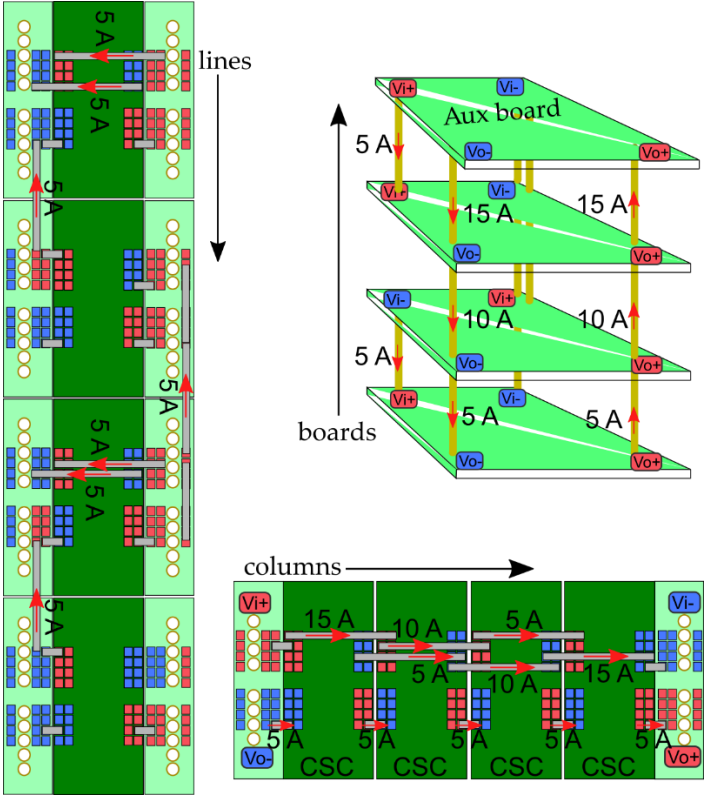 5 A
5 A
5 A
5 A
5 A
5 A
5 A
lines
Vi+
Vi-
Aux board
Vo-
Vo+
5 A
Vi+
Vi-
15 A
15 A
Vo-
Vo+
Vi-
Vi+
10 A
10 A
5 A
Vo-
Vo+
Vi+
Vi-
5 A
5 A
Vo-
Vo+
boards
columns
Vi+
Vi-
15 A
10 A
5 A
5 A
10 A
15 A
5 A
5 A
5 A
5 A
5 A
Vo-
Vo+
CSC
CSC
CSC
CSC